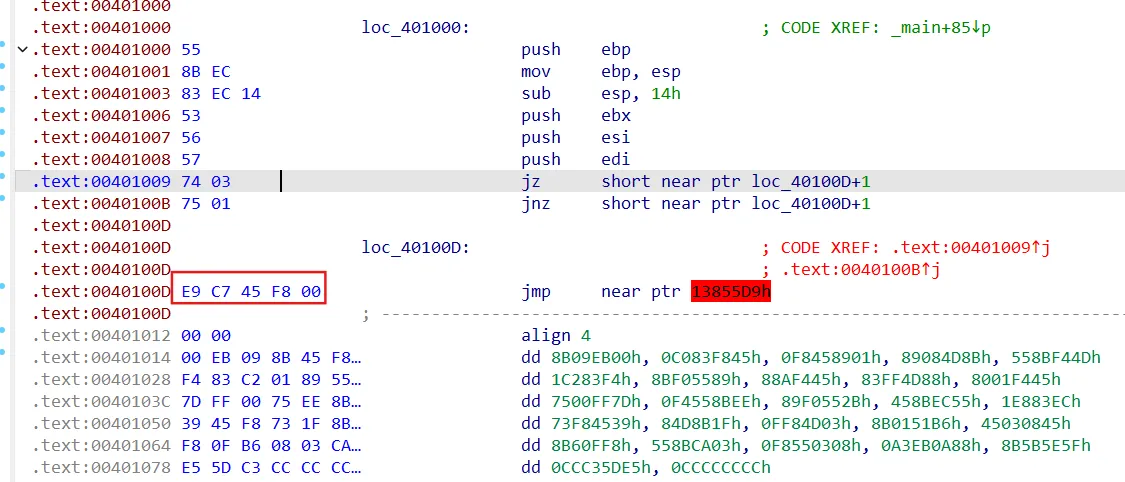 .text:00401000
.text:00401000 loc_401000: ; CODE XREF: _main+85↓p
.text:00401000 55 push ebp
.text:00401001 8B EC mov ebp, esp
.text:00401003 83 EC 14 sub esp, 14h
.text:00401006 53 push ebx
.text:00401007 56 push esi
.text:00401008 57 push edi
.text:00401009 74 03 jz short near ptr loc_40100D+1
.text:0040100B 75 01 jnz short near ptr loc_40100D+1
.text:0040100D
.text:0040100D loc_40100D: ; CODE XREF: .text:00401009↑j
.text:0040100D ; .text:0040100B↑j
.text:0040100D E9 C7 45 F8 00 jmp near ptr 13855D9h
.text:0040100D ; ---------------------------------------------------------------------------
.text:00401012 00 00 align 4
.text:00401014 00 EB 09 8B 45 F8… dd 8B09EB00h, 0C083F845h, 0F8458901h, 89084D8Bh, 558BF44Dh
.text:00401028 F4 83 C2 01 89 55… dd 1C283F4h, 8BF05589h, 88AF445h, 83FF4D88h, 8001F445h
.text:0040103C 7D FF 00 75 EE 8B… dd 7500FF7Dh, 0F4558BEEh, 89F0552Bh, 458BEC55h, 1E883ECh
.text:00401050 39 45 F8 73 1F 8B… dd 73F84539h, 84D8B1Fh, 0FF84D03h, 8B0151B6h, 45030845h
.text:00401064 F8 0F B6 08 03 CA… dd 8B60FF8h, 558BCA03h, 0F8550308h, 0A3EB0A88h, 8B5B5E5Fh
.text:00401078 E5 5D C3 CC CC CC… dd 0CCC35DE5h, 0CCCCCCCCh